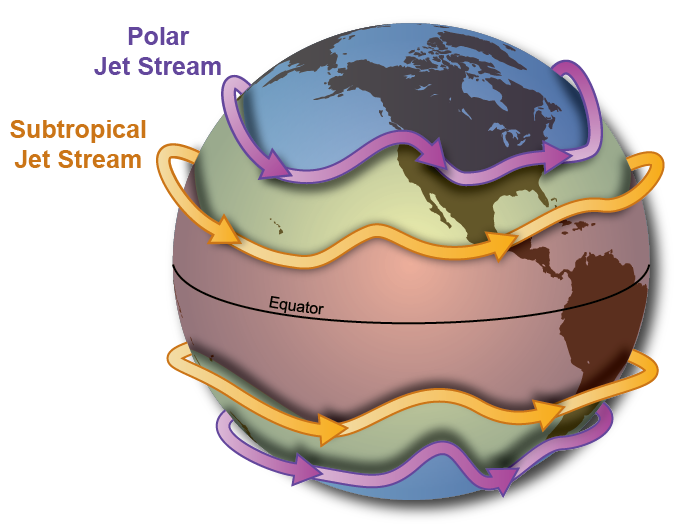 Polar
Jet Stream
Subtropical
Jet Stream
Equator